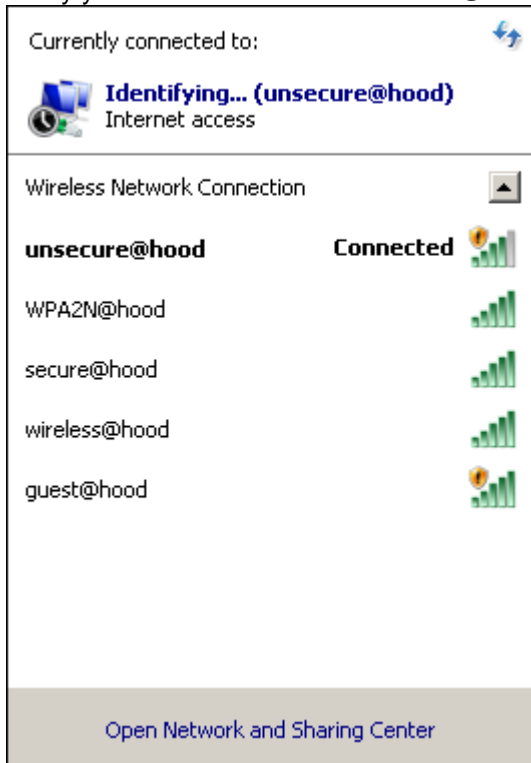 Currently connected to:
Identifying... (unsecure@hood)
Internet access
Wireless Network Connection
unsecure@hood Connected
WPA2N@hood
secure@hood
wireless@hood
guest@hood
Open Network and Sharing Center